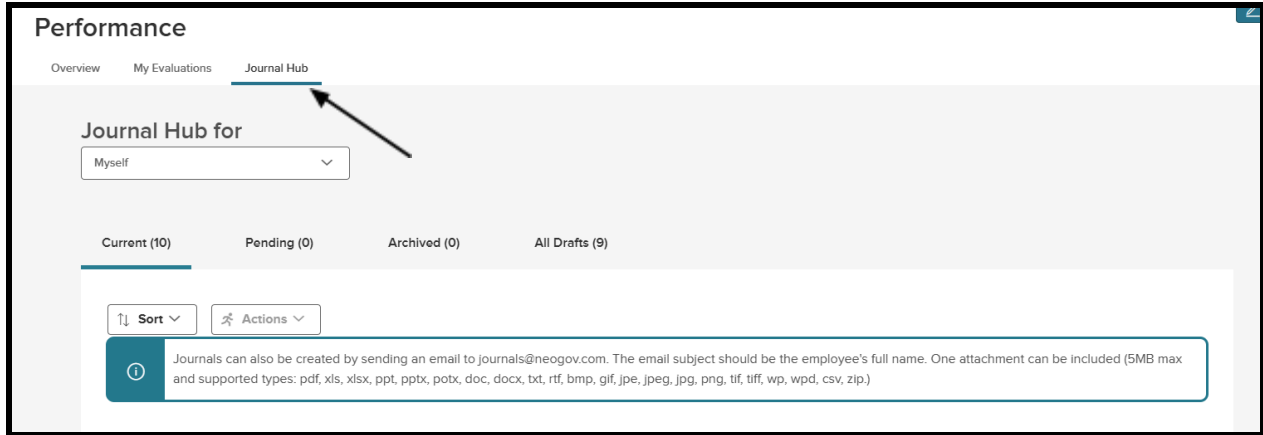 Performance
Overview My Evaluations Journal Hub
Journal Hub for
Myself
Current (10) Pending (0) Archived (0) All Drafts (9)
Sort Actions
Journals can also be created by sending an email to journals@neogov.com. The email subject should be the employee's full name. One attachment can be included (5MB max
and supported types: pdf, xls, xlsx, ppt, pptx, potx, doc, docx, txt, rtf, bmp, gif, jpe, jpeg, jpg, png, tif, tiff, wp, wpd, csv, zip.)